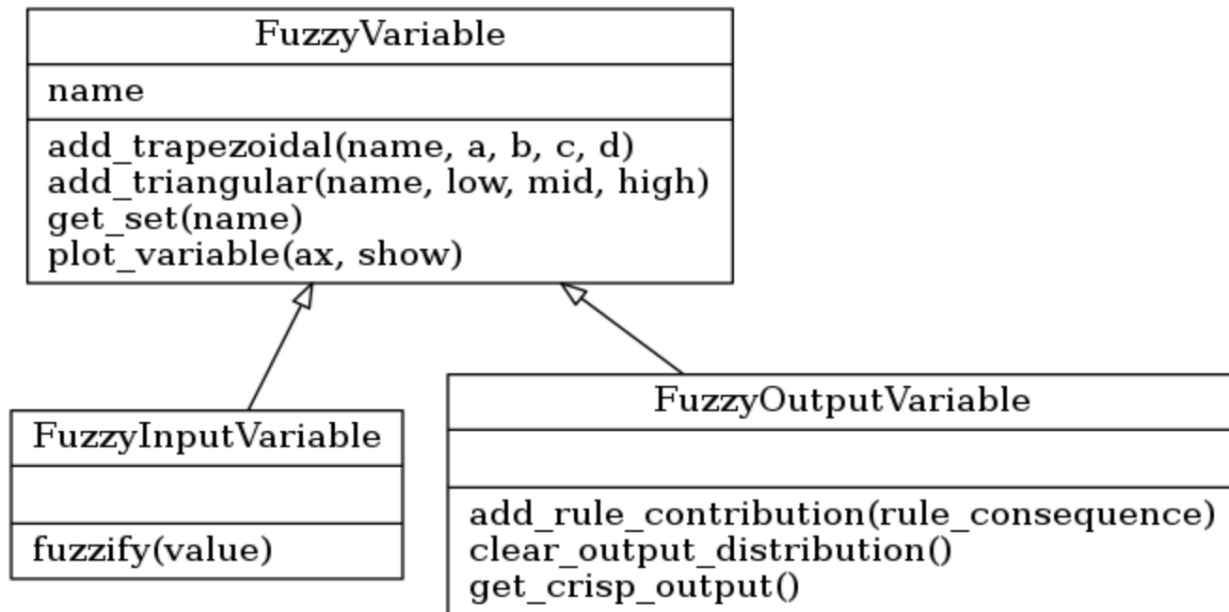 FuzzyVariable
name
add_trapezoidal(name, a, b, c, d)
add_triangular(name, low, mid, high)
get_set(name)
plot_variable(ax, show)
FuzzyInputVariable
fuzzify(value)
FuzzyOutputVariable
add_rule_contribution(rule_consequence)
clear_output_distribution()
get_crisp_output()